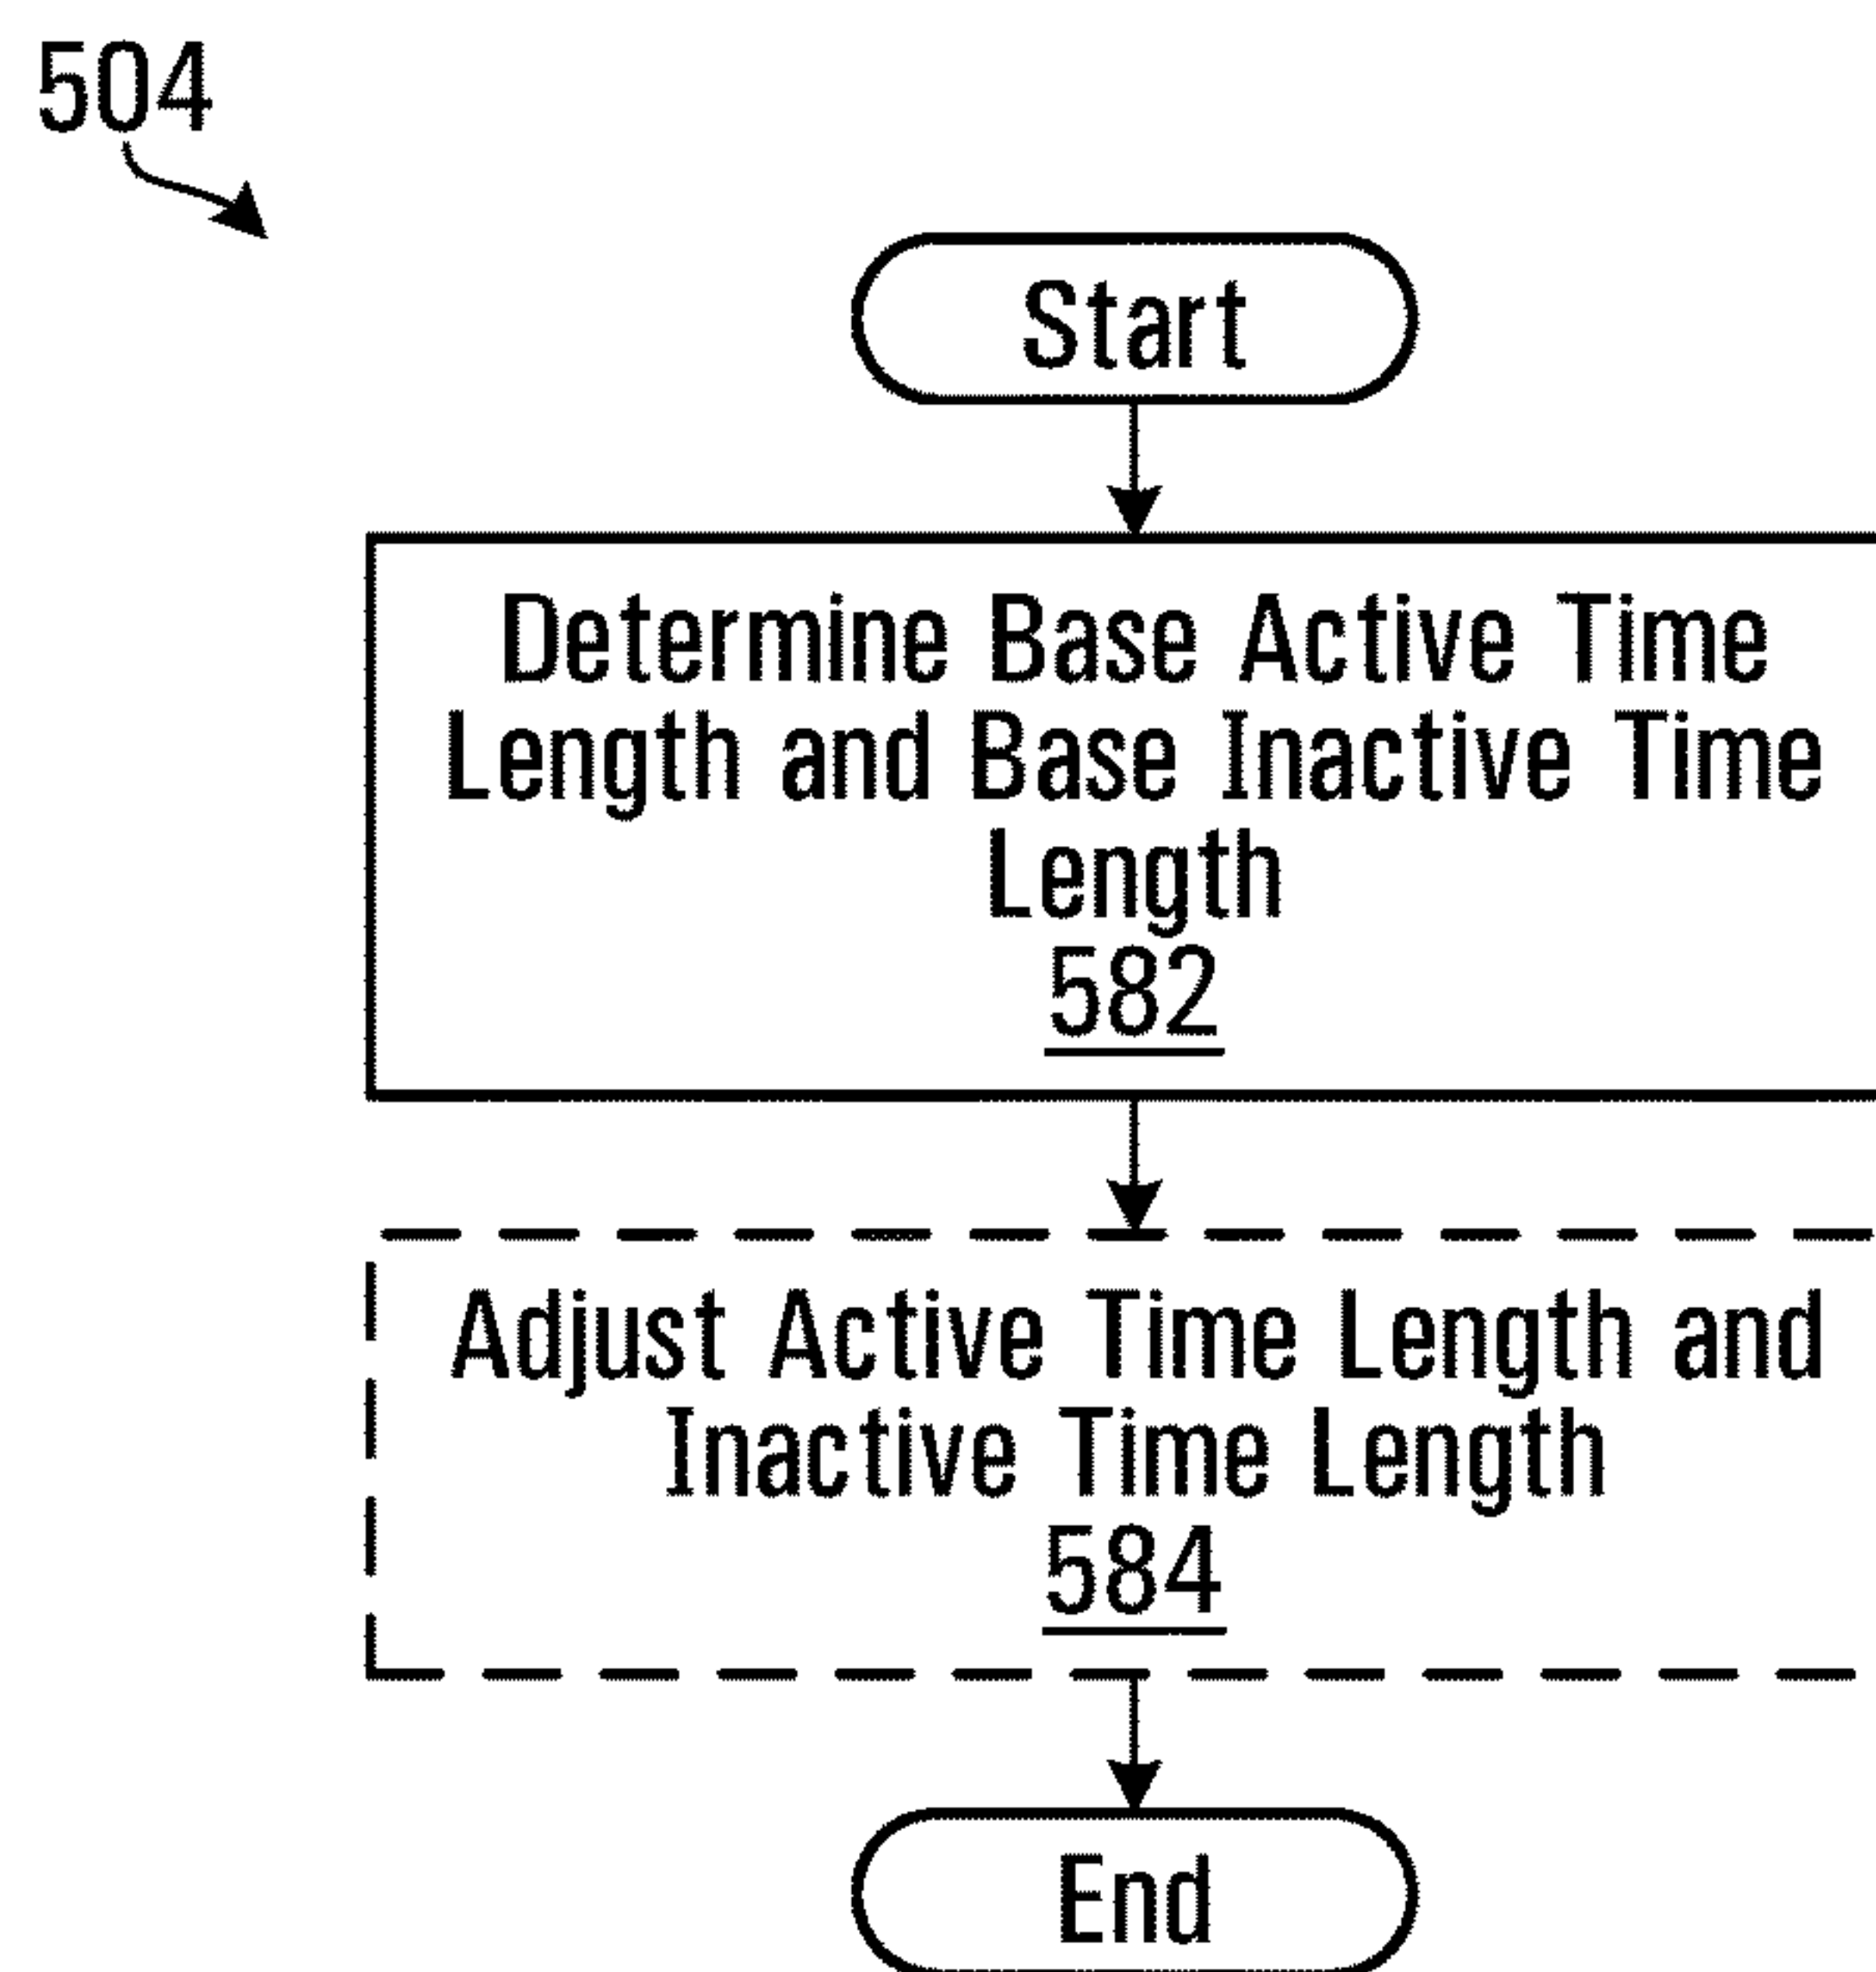 504
Start
Determine Base Active Time
Length and Base Inactive Time
Length
582
Adjust Active Time Length and
Inactive Time Length
584
End